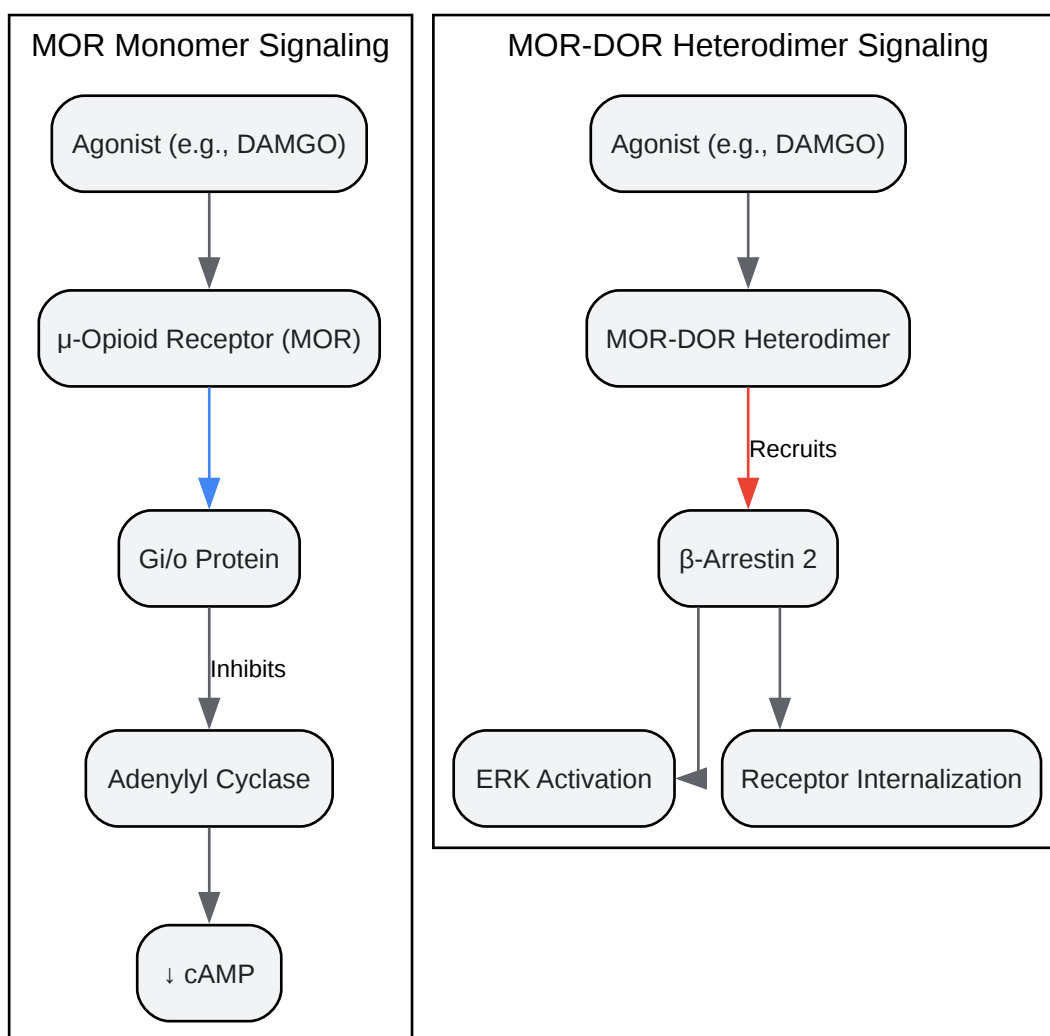 MOR Monomer Signaling
Agonist (e.g., DAMGO)
μ-Opioid Receptor (MOR)
Gi/o Protein
Inhibits
Adenylyl Cyclase
↓ cAMP
MOR-DOR Heterodimer Signaling
Agonist (e.g., DAMGO)
MOR-DOR Heterodimer
Recruits
β-Arrestin 2
ERK Activation
Receptor Internalization